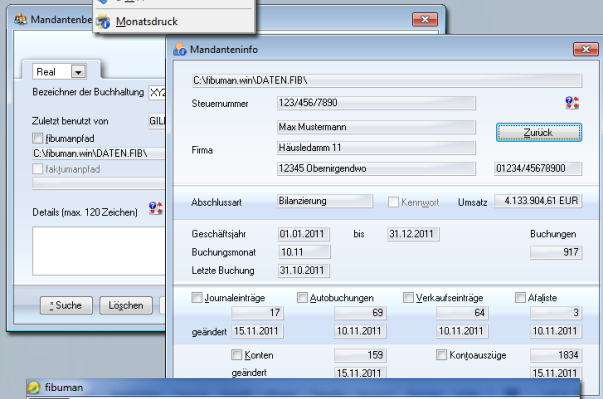 Monatsdruck
Mandantenbe
Mandanteninfo
Real
Bezeichner der Buchhaltung XYZ
Zuletzt benutzt von GILI
fibumanpfad
C:\fibuman.win\DATEN.FIB\
faktumanpfad
Details (max. 120 Zeichen)
Suche Löschen
C:\fibuman.win\DATEN.FIB\
Steuernummer 123/456/7890
Max Mustermann Zurück
Firma Häusledamm 11
12345 Obernirgendwo 01234/45678900
Abschlussart Bilanzierung Kennwort Umsatz 4.133.904,61 EUR
Geschäftsjahr 01.01.2011 bis 31.12.2011 Buchungen
Buchungsmonat 10.11 917
Letzte Buchung 31.10.2011
Journaleinträge Autobuchungen Verkaufseinträge Afaliste
17 69 64 3
geändert 15.11.2011 10.11.2011 10.11.2011 10.11.2011
Konten 159 Kontoauszüge 1834
geändert 15.11.2011 15.11.2011
fibuman